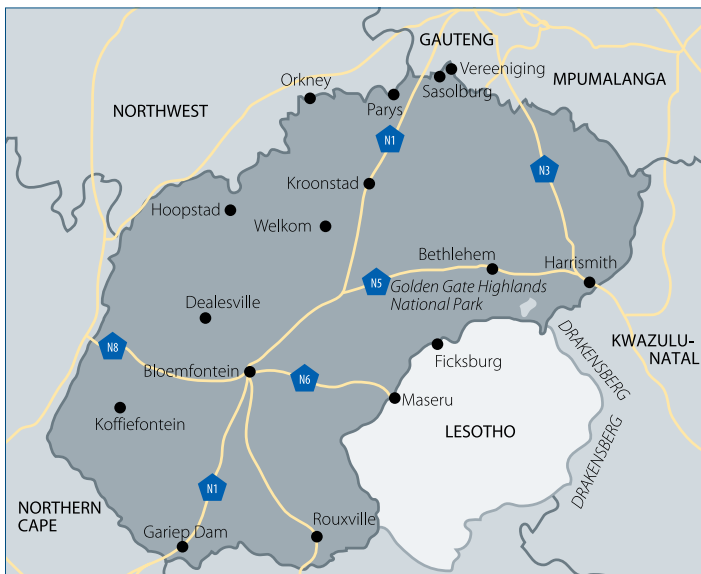 GAUTENG
Vereeniging
MPUMALANGA
Orkney
Sasolburg
Parys
NORTHWEST
N1
N3
Kroonstad
Hoopstad
Welkom
Bethlehem
Harrismith
N5
Golden Gate Highlands
National Park
Dealesville
DRAKENSBERG
KWAZULU-
NATAL
N8
Ficksburg
Bloemfontein
N6
Maseru
Koffiefontein
LESOTHO
DRAKENSBERG
N1
NORTHERN
CAPE
Gariep Dam
Rouxville